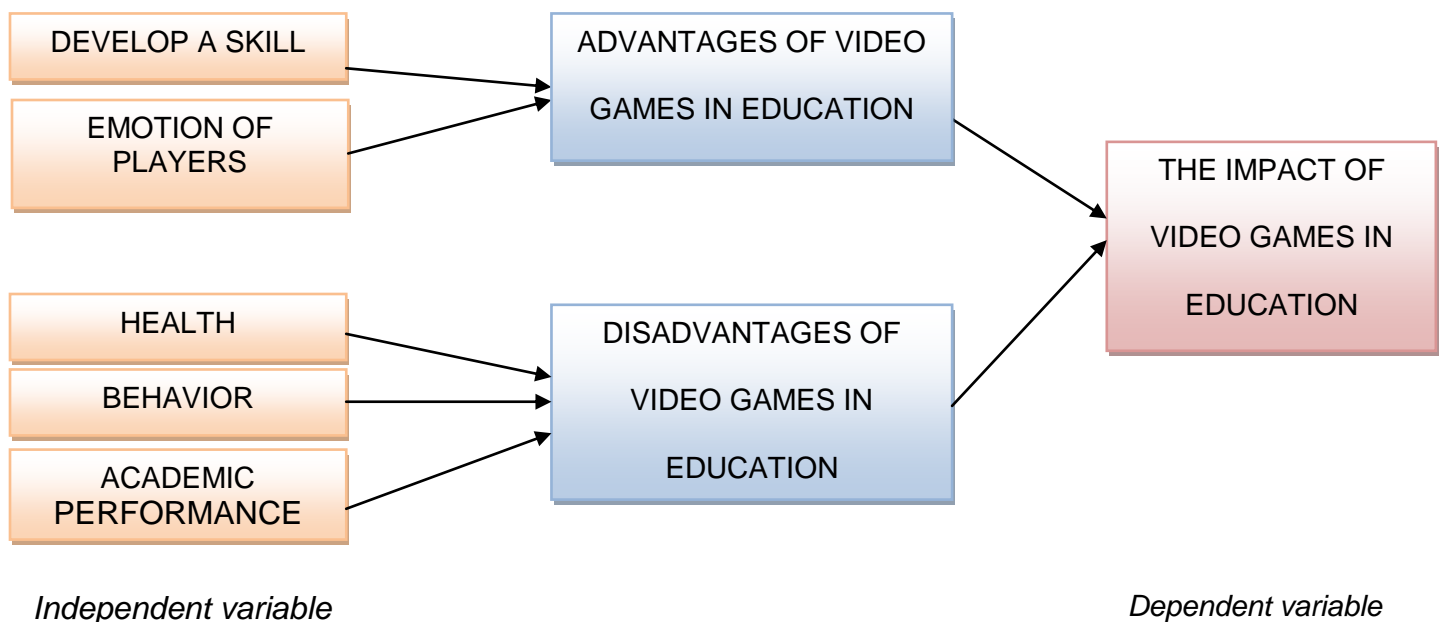 DEVELOP A SKILL
EMOTION OF
PLAYERS
ADVANTAGES OF VIDEO
GAMES IN EDUCATION
THE IMPACT OF
VIDEO GAMES IN
EDUCATION
HEALTH
BEHAVIOR
ACADEMIC
PERFORMANCE
DISADVANTAGES OF
VIDEO GAMES IN
EDUCATION
Independent variable
Dependent variable